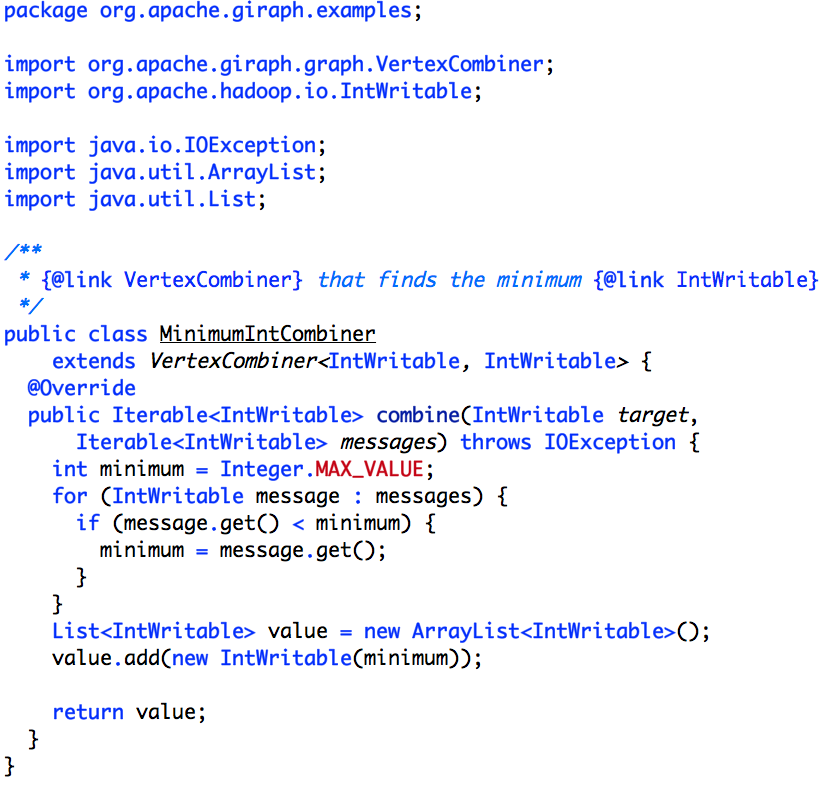 package org.apache.giraph.examples;

import org.apache.giraph.graph.VertexCombiner;
import org.apache.hadoop.io.IntWritable;

import java.io.IOException;
import java.util.ArrayList;
import java.util.List;

/**
 * {@link VertexCombiner} that finds the minimum {@link IntWritable}
 */
public class MinimumIntCombiner
    extends VertexCombiner<IntWritable, IntWritable> {
  @Override
  public Iterable<IntWritable> combine(IntWritable target,
      Iterable<IntWritable> messages) throws IOException {
    int minimum = Integer.MAX_VALUE;
    for (IntWritable message : messages) {
      if (message.get() < minimum) {
        minimum = message.get();
      }
    }
    List<IntWritable> value = new ArrayList<IntWritable>();
    value.add(new IntWritable(minimum));

    return value;
  }
}